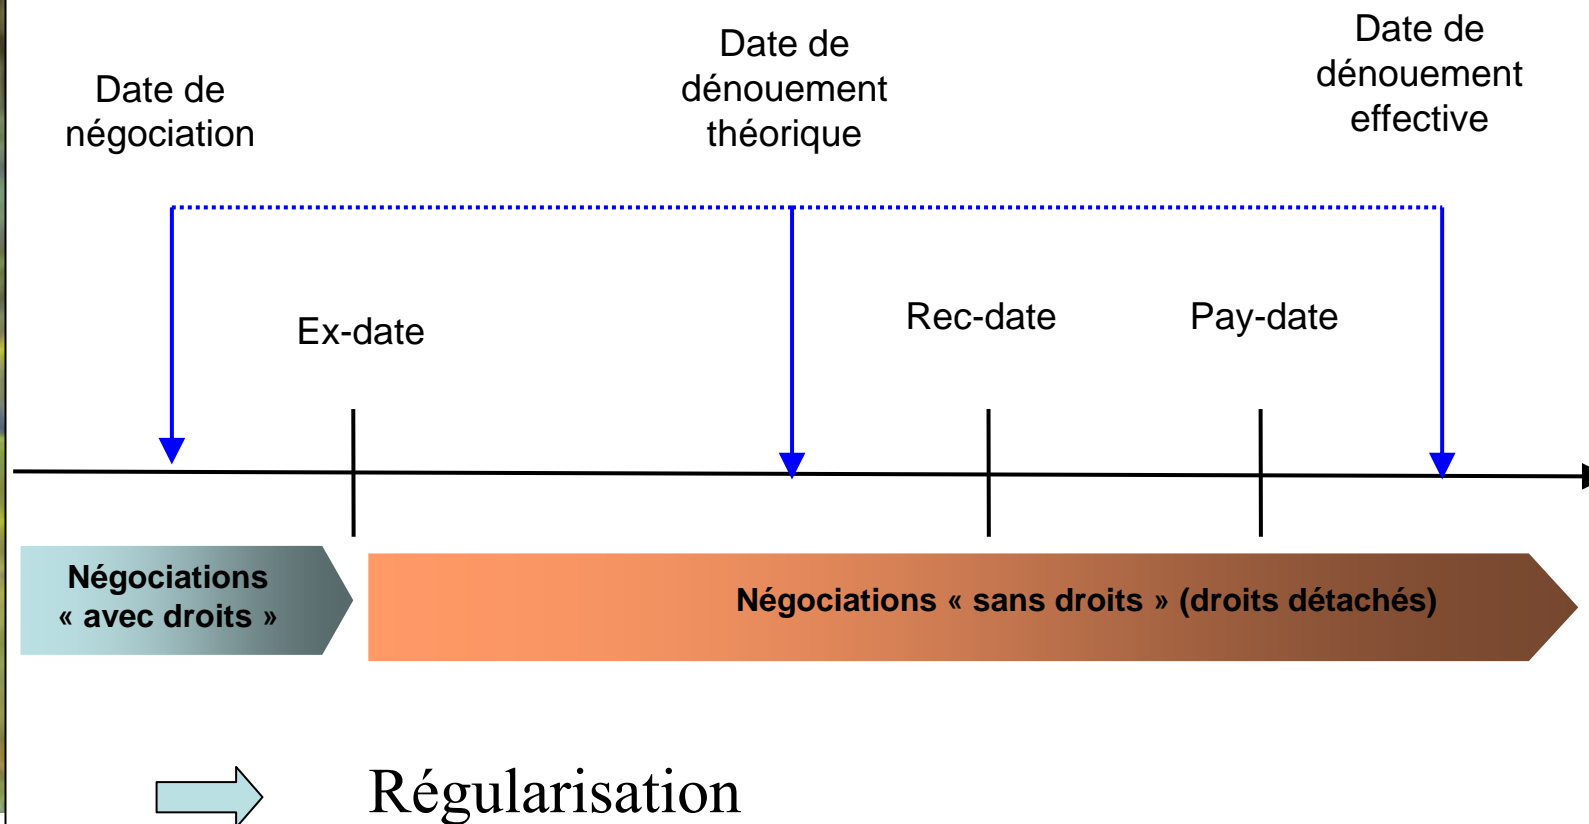 Date de
négociation
Date de
dénouement
théorique
Date de
dénouement
effective
Ex-date
Rec-date
Pay-date
Négociations
« avec droits »
Négociations « sans droits » (droits détachés)
Régularisation